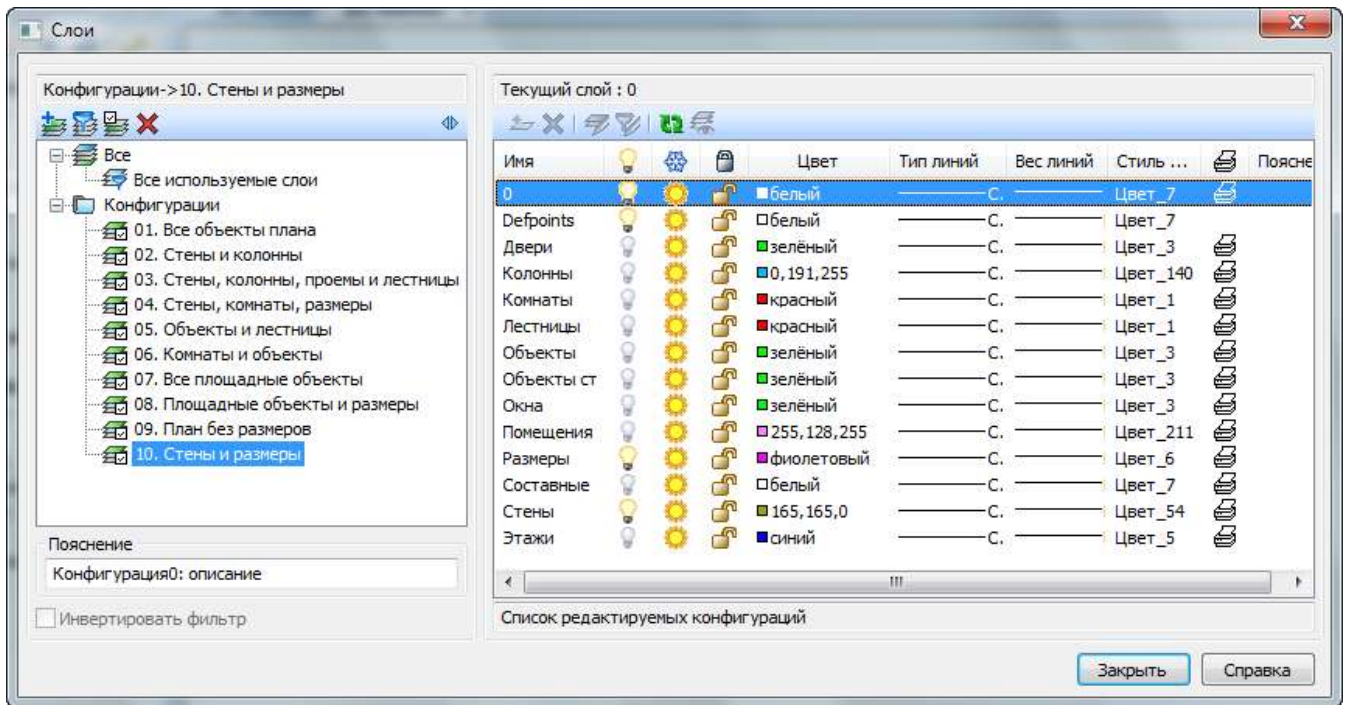 Слои
Конфигурации->10. Стены и размеры
Все
Все используемые слои
Конфигурации
01. Все объекты плана
02. Стены и колонны
03. Стены, колонны, проемы и лестницы
04. Стены, комнаты, размеры
05. Объекты и лестницы
06. Комнаты и объекты
07. Все площадные объекты
08. Площадные объекты и размеры
09. План без размеров
10. Стены и размеры
Пояснение
Конфигурация0: описание
Инвертировать фильтр
Текущий слой : 0
Имя Цвет Тип линий Вес линий Стиль ... Поясне
0 белый С. Цвет_7
Defpoints белый С. Цвет_7
Двери зелёный С. Цвет_3
Колонны 0,191,255 С. Цвет_140
Комнаты красный С. Цвет_1
Лестницы красный С. Цвет_1
Объекты зелёный С. Цвет_3
Объекты ст зелёный С. Цвет_3
Окна зелёный С. Цвет_3
Помещения 255,128,255 С. Цвет_211
Размеры фиолетовый С. Цвет_6
Составные белый С. Цвет_7
Стены 165,165,0 С. Цвет_54
Этажи синий С. Цвет_5
Список редактируемых конфигураций
Закрыть Справка